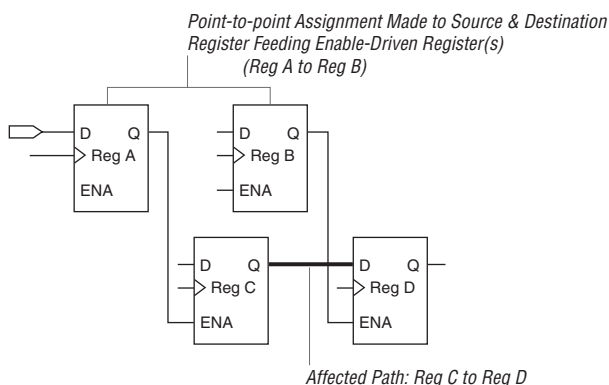 Point-to-point Assignment Made to Source & Destination
Register Feeding Enable-Driven Register(s)
(Reg A to Reg B)
D Q
Reg A
ENA
D Q
Reg B
ENA
D Q
Reg C
ENA
D Q
Reg D
ENA
Affected Path: Reg C to Reg D